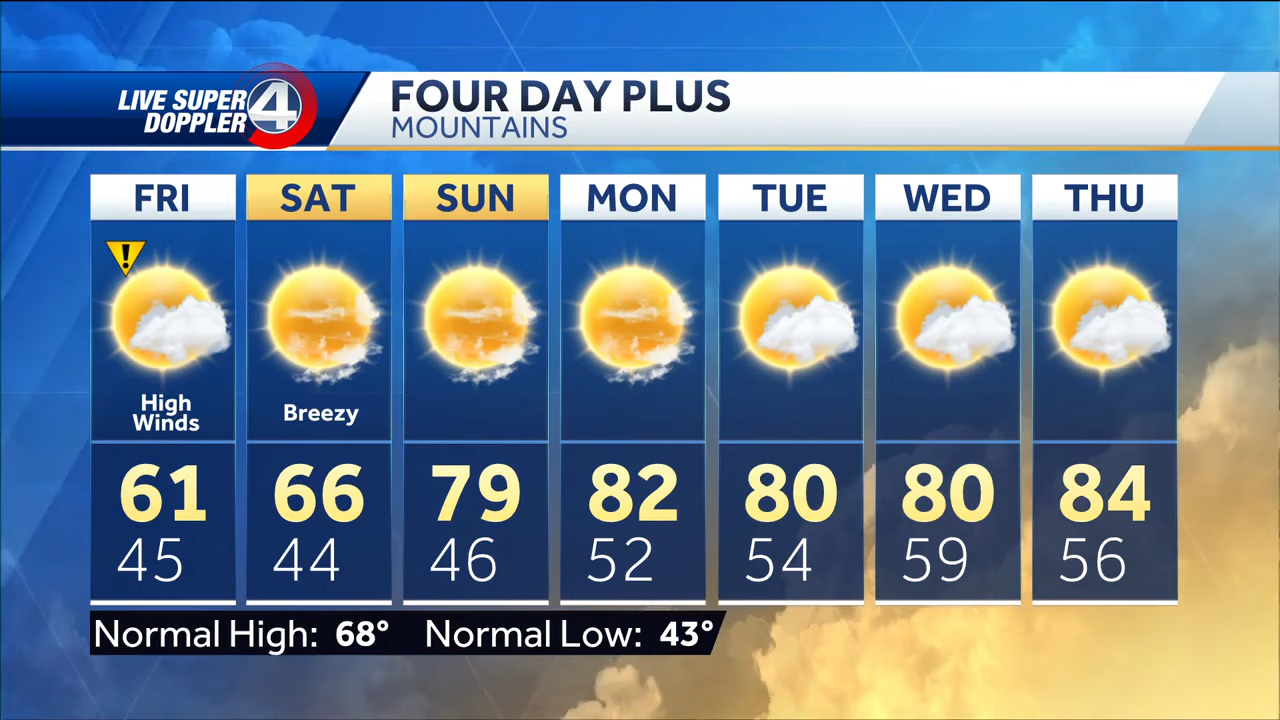 LIVE SUPER
DOPPLER 4
FOUR DAY PLUS
MOUNTAINS
FRI SAT SUN MON TUE WED THU
!
High
Winds
Breezy
61 66 79 82 80 80 84
45 44 46 52 54 59 56
Normal High: 68° Normal Low: 43°